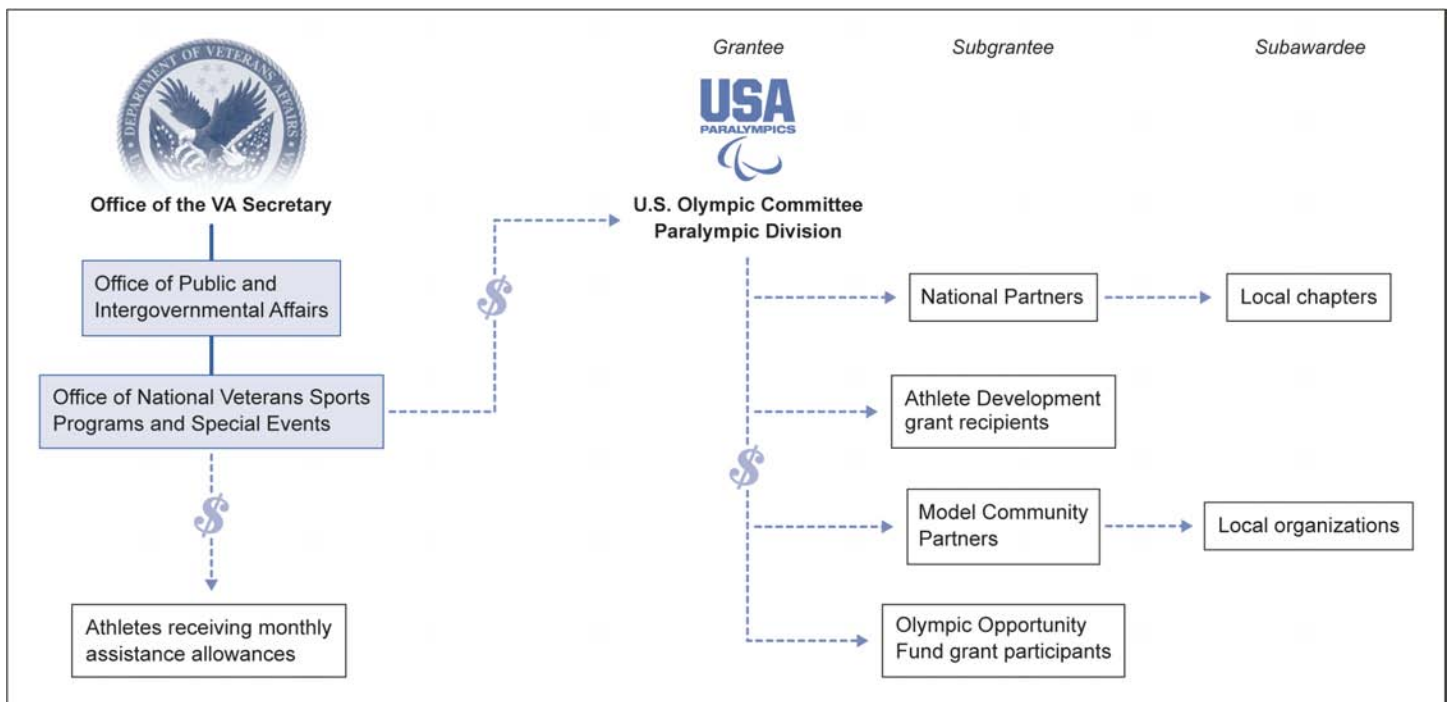 Grantee
Subgrantee
Subawardee
DEPARTMENT OF VETERANS AFFAIRS
USA
PARALYMPICS
Office of the VA Secretary
U.S. Olympic Committee
Paralympic Division
Office of Public and
Intergovernmental Affairs
$
National Partners
Local chapters
Office of National Veterans Sports
Programs and Special Events
Athlete Development
grant recipients
$
$
Model Community
Partners
Local organizations
Athletes receiving monthly
assistance allowances
Olympic Opportunity
Fund grant participants